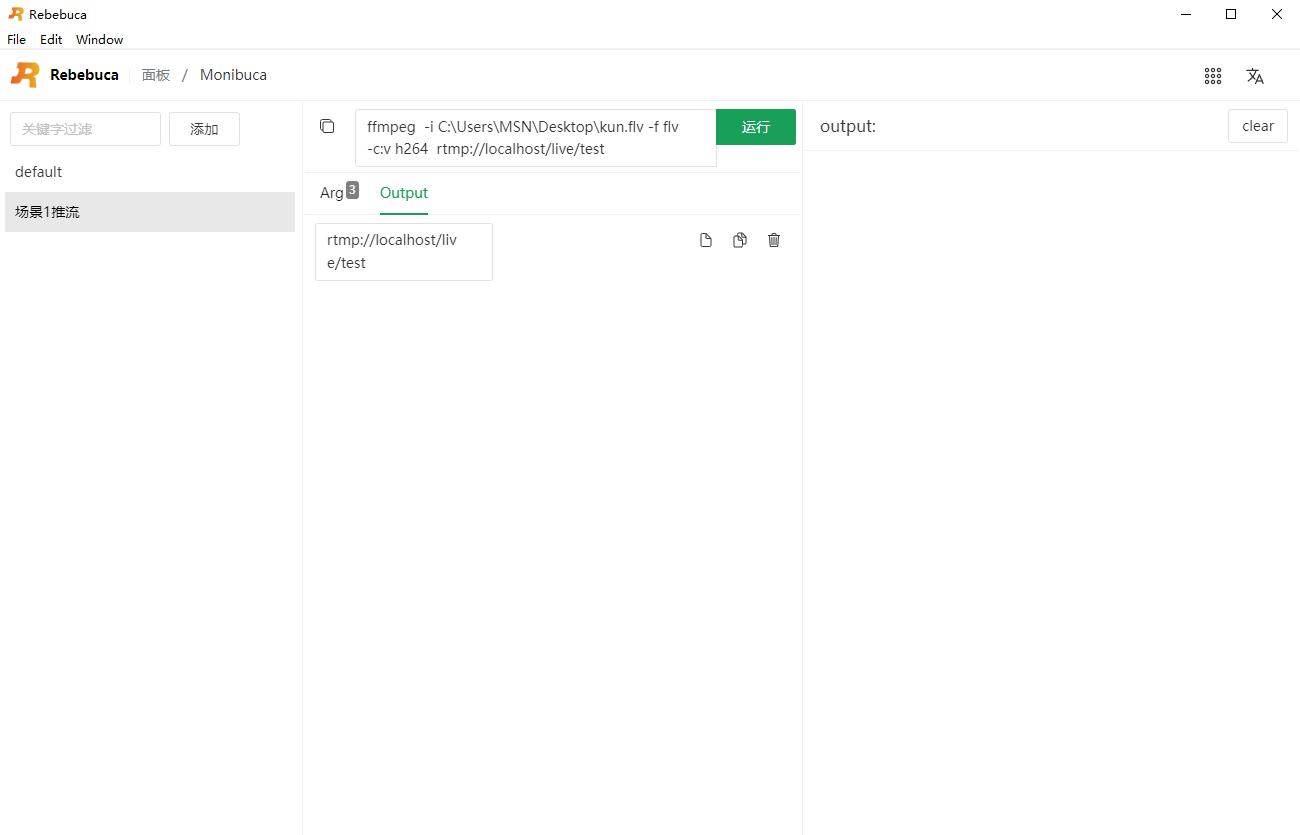 Rebebuca
File Edit Window
Rebebuca 面板 / Monibuca
关键字过滤 添加
default
场景1推流
ffmpeg  -i C:\Users\MSN\Desktop\kun.flv -f flv
-c:v h264  rtmp://localhost/live/test
运行
Arg 3 Output
rtmp://localhost/liv
e/test
output: clear